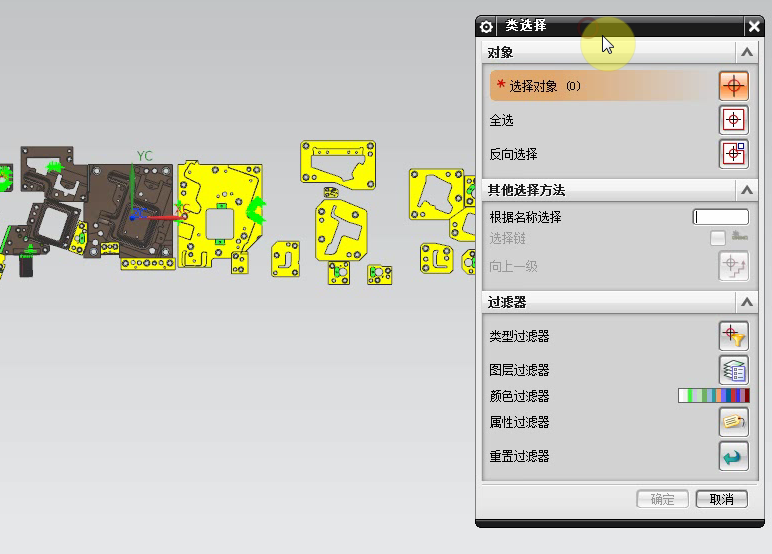 类选择
对象
* 选择对象 (0)
全选
反向选择
其他选择方法
根据名称选择
选择链
向上一级
过滤器
类型过滤器
图层过滤器
颜色过滤器
属性过滤器
重置过滤器
确定 取消
YC